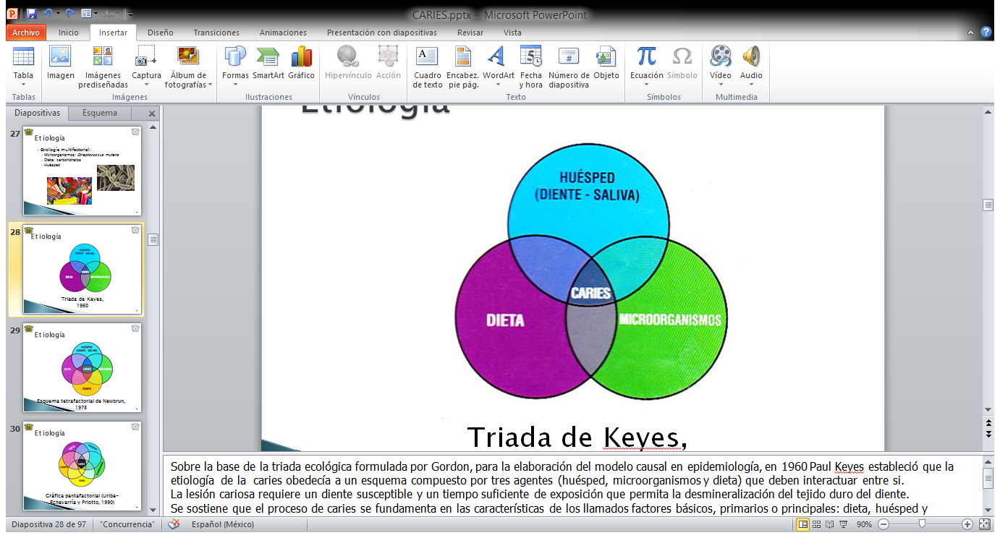 CARIES.pptx - Microsoft PowerPoint
Archivo Inicio Insertar Diseño Transiciones Animaciones Presentación con diapositivas Revisar Vista
Tabla Imagen Imágenes prediseñadas Captura Álbum de fotografías Formas SmartArt Gráfico Hipervínculo Acción Cuadro de texto Encabez. pie pág. WordArt Fecha y hora Número de diapositiva Objeto Ecuación Símbolo Vídeo Audio
Tablas Imágenes Ilustraciones Vínculos Texto Símbolos Multimedia
Diapositivas Esquema
27
Etiología
Etiología multifactorial:
Microorganismos: Streptococcus mutans
Dieta: carbohidratos
Huésped
28
Etiología
HUÉSPED
(DIENTE - SALIVA)
DIETA
CARIES
MICROORGANISMOS
Triada de Keyes,
1960
29
Etiología
HUÉSPED
(DIENTE - SALIVA)
DIETA
CARIES
TIEMPO
Esquema tetrafactorial de Newbrun,
1978
30
Etiología
Gráfica pentafactorial (Uribe-
Echevarría y Priotto, 1990)
Etiología
HUÉSPED
(DIENTE - SALIVA)
CARIES
DIETA
MICROORGANISMOS
Triada de Keyes,
Sobre la base de la triada ecológica formulada por Gordon, para la elaboración del modelo causal en epidemiología, en 1960 Paul Keyes estableció que la
etiología de la caries obedecía a un esquema compuesto por tres agentes (huésped, microorganismos y dieta) que deben interactuar entre si.
La lesión cariosa requiere un diente susceptible y un tiempo suficiente de exposición que permita la desmineralización del tejido duro del diente.
Se sostiene que el proceso de caries se fundamenta en las características de los llamados factores básicos, primarios o principales: dieta, huésped y
Diapositiva 28 de 97 "Concurrencia" Español (México) 90%